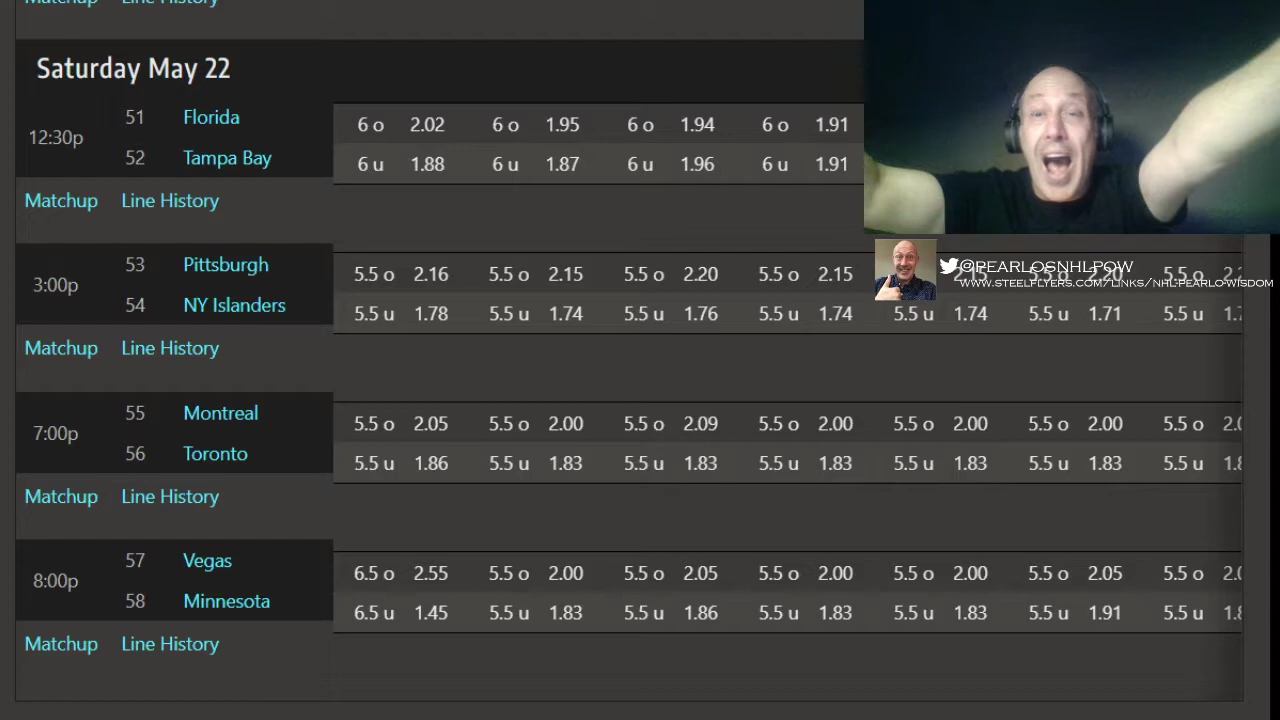 Matchup Line History
Saturday May 22
12:30p
51 Florida 6 o 2.02 6 o 1.95 6 o 1.94 6 o 1.91
52 Tampa Bay 6 u 1.88 6 u 1.87 6 u 1.96 6 u 1.91
Matchup Line History
@PEARLOSNHLPOW
WWW.STEELFLYERS.COM/LINKS/NHL-PEARLO-WISDOM
3:00p
53 Pittsburgh 5.5 o 2.16 5.5 o 2.15 5.5 o 2.20 5.5 o 2.15 2.15 5.5 o 2.20 5.5 o
54 NY Islanders 5.5 u 1.78 5.5 u 1.74 5.5 u 1.76 5.5 u 1.74 5.5 u 1.74 5.5 u 1.71 5.5 u
Matchup Line History
7:00p
55 Montreal 5.5 o 2.05 5.5 o 2.00 5.5 o 2.09 5.5 o 2.00 5.5 o 2.00 5.5 o 2.00 5.5 o
56 Toronto 5.5 u 1.86 5.5 u 1.83 5.5 u 1.83 5.5 u 1.83 5.5 u 1.83 5.5 u 1.83 5.5 u
Matchup Line History
8:00p
57 Vegas 6.5 o 2.55 5.5 o 2.00 5.5 o 2.05 5.5 o 2.00 5.5 o 2.00 5.5 o 2.05 5.5 o
58 Minnesota 6.5 u 1.45 5.5 u 1.83 5.5 u 1.86 5.5 u 1.83 5.5 u 1.83 5.5 u 1.91 5.5 u
Matchup Line History